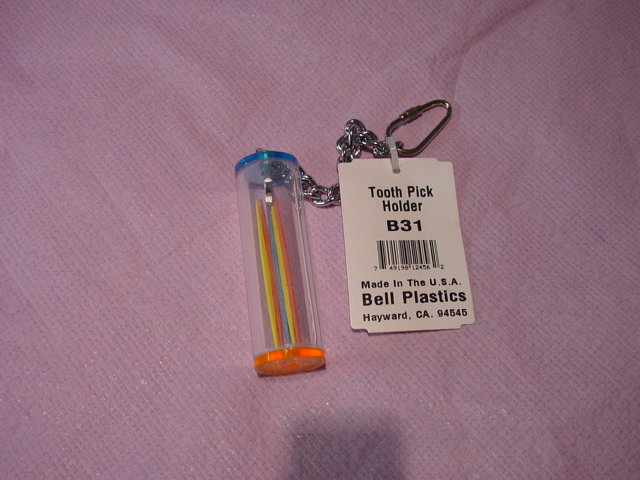 Tooth Pick
Holder
B31
7 49198 12456 2
Made In The U.S.A.
Bell Plastics
Hayward, CA. 94545